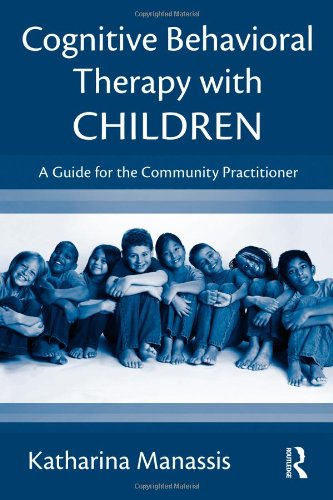 Cognitive Behavioral
Therapy with
CHILDREN
A Guide for the Community Practitioner
Katharina Manassis
ROUTLEDGE